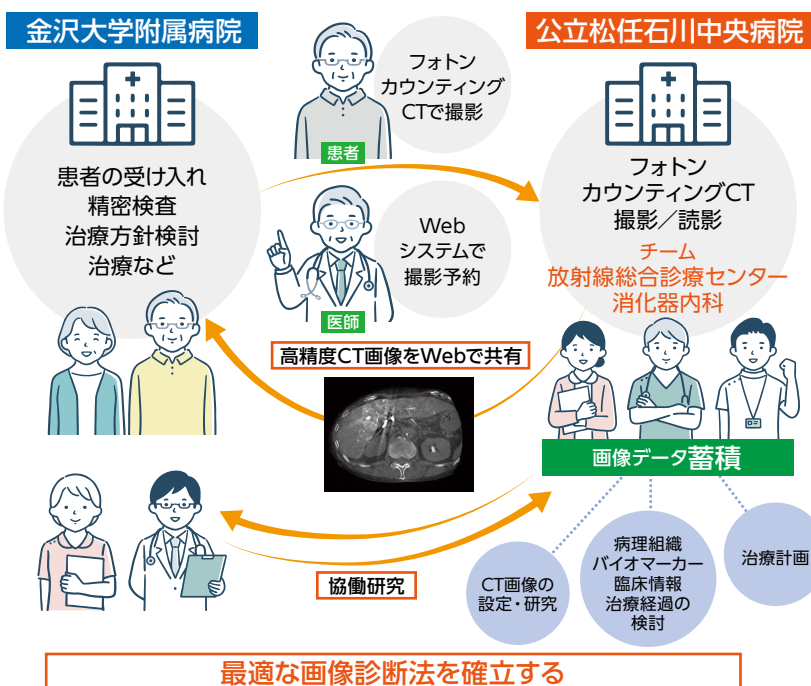 金沢大学附属病院
患者の受け入れ
精密検査
治療方針検討
治療など
フォトン
カウンティング
CTで撮影
患者
Web
システムで
撮影予約
医師
公立松任石川中央病院
フォトン
カウンティングCT
撮影／読影
チーム
放射線総合診療センター
消化器内科
高精度CT画像をWebで共有
画像データ蓄積
協働研究
CT画像の
設定・研究
病理組織
バイオマーカー
臨床情報
治療経過の
検討
治療計画
最適な画像診断法を確立する